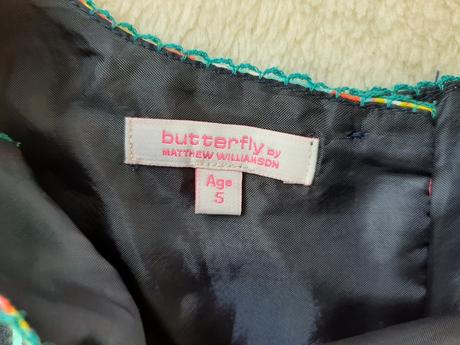 butterfly by
MATTHEW WILLIAMSON
Age
5